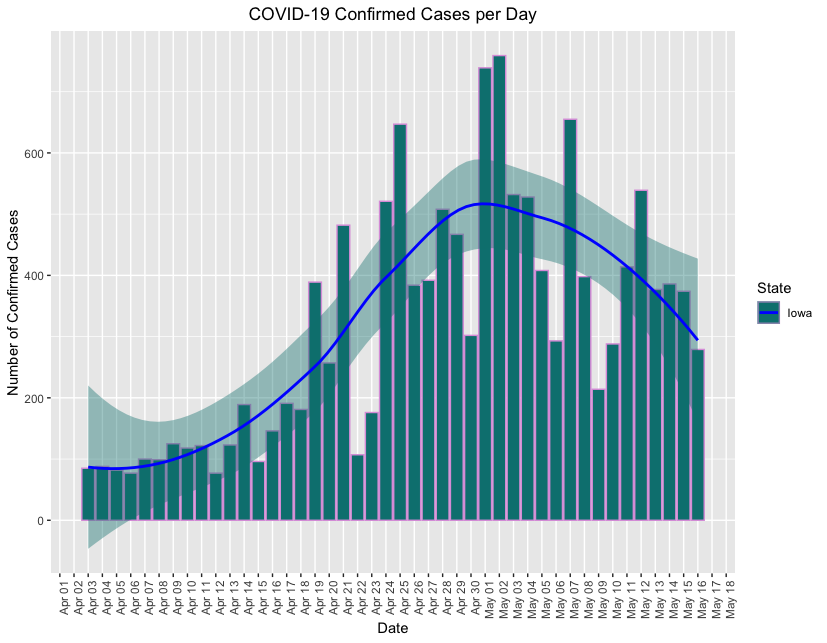 COVID-19 Confirmed Cases per Day
Number of Confirmed Cases
600
400
200
0
Apr 01
Apr 02
Apr 03
Apr 04
Apr 05
Apr 06
Apr 07
Apr 08
Apr 09
Apr 10
Apr 11
Apr 12
Apr 13
Apr 14
Apr 15
Apr 16
Apr 17
Apr 18
Apr 19
Apr 20
Apr 21
Apr 22
Apr 23
Apr 24
Apr 25
Apr 26
Apr 27
Apr 28
Apr 29
Apr 30
May 01
May 02
May 03
May 04
May 05
May 06
May 07
May 08
May 09
May 10
May 11
May 12
May 13
May 14
May 15
May 16
May 17
May 18
Date
State
Iowa